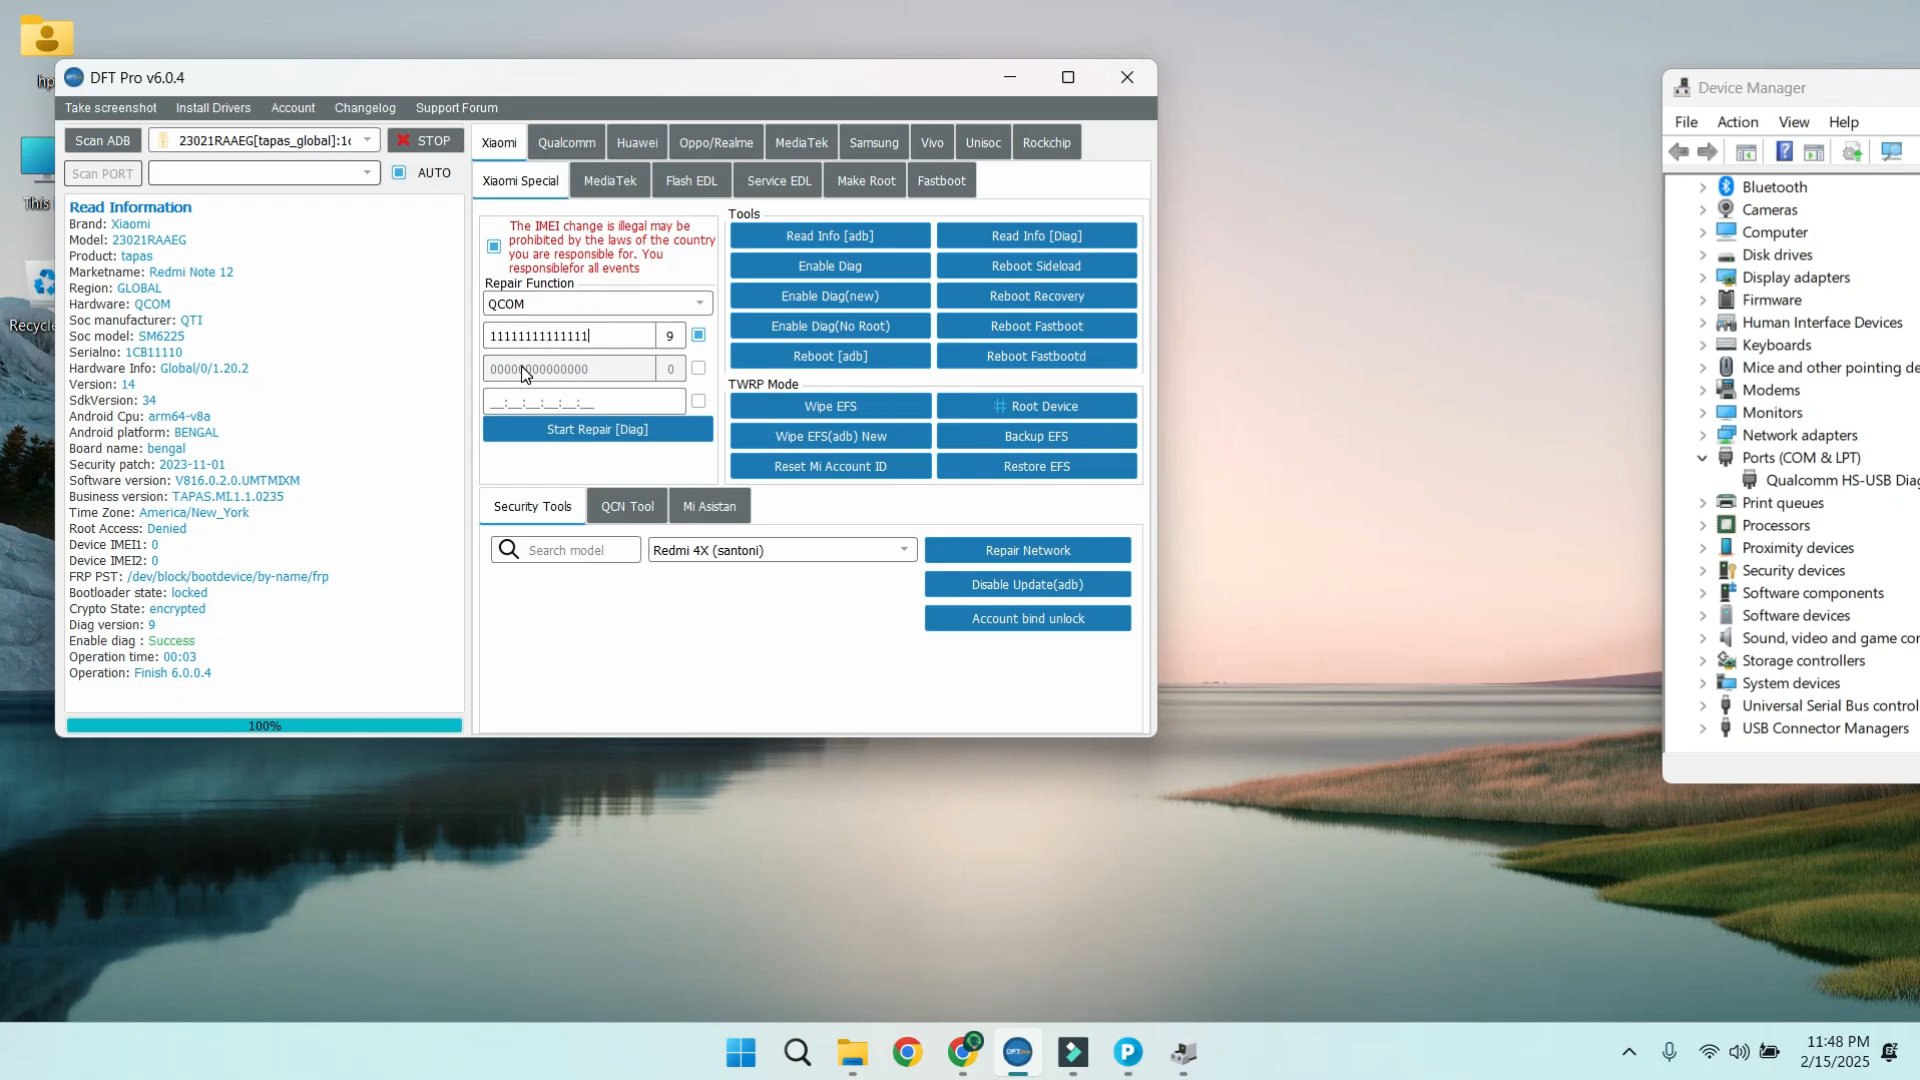 hp
This
Recycle
DFT Pro v6.0.4
Take screenshot Install Drivers Account Changelog Support Forum
Scan ADB 23021RAAEG[tapas_global]:1c STOP
Scan PORT AUTO
Read Information
Brand: Xiaomi
Model: 23021RAAEG
Product: tapas
Marketname: Redmi Note 12
Region: GLOBAL
Hardware: QCOM
Soc manufacturer: QTI
Soc model: SM6225
Serialno: 1CB11110
Hardware Info: Global/0/1.20.2
Version: 14
SdkVersion: 34
Android Cpu: arm64-v8a
Android platform: BENGAL
Board name: bengal
Security patch: 2023-11-01
Software version: V816.0.2.0.UMTMIXM
Business version: TAPAS.MI.1.1.0235
Time Zone: America/New_York
Root Access: Denied
Device IMEI1: 0
Device IMEI2: 0
FRP PST: /dev/block/bootdevice/by-name/frp
Bootloader state: locked
Crypto State: encrypted
Diag version: 9
Enable diag : Success
Operation time: 00:03
Operation: Finish 6.0.0.4
100%
Xiaomi Qualcomm Huawei Oppo/Realme MediaTek Samsung Vivo Unisoc Rockchip
Xiaomi Special MediaTek Flash EDL Service EDL Make Root Fastboot
The IMEI change is illegal may be
prohibited by the laws of the country
you are responsible for. You
responsiblefor all events
Repair Function
QCOM
11111111111111 9
00000000000000 0
__:__:__:__:__:__
Start Repair [Diag]
Tools
Read Info [adb] Read Info [Diag]
Enable Diag Reboot Sideload
Enable Diag(new) Reboot Recovery
Enable Diag(No Root) Reboot Fastboot
Reboot [adb] Reboot Fastbootd
TWRP Mode
Wipe EFS # Root Device
Wipe EFS(adb) New Backup EFS
Reset Mi Account ID Restore EFS
Security Tools QCN Tool Mi Asistan
Search model Redmi 4X (santoni) Repair Network
Disable Update(adb)
Account bind unlock
Device Manager
File Action View Help
Bluetooth
Cameras
Computer
Disk drives
Display adapters
Firmware
Human Interface Devices
Keyboards
Mice and other pointing de
Modems
Monitors
Network adapters
Ports (COM & LPT)
Qualcomm HS-USB Diag
Print queues
Processors
Proximity devices
Security devices
Software components
Software devices
Sound, video and game con
Storage controllers
System devices
Universal Serial Bus control
USB Connector Managers
DFT Pro
P
11:48 PM
2/15/2025